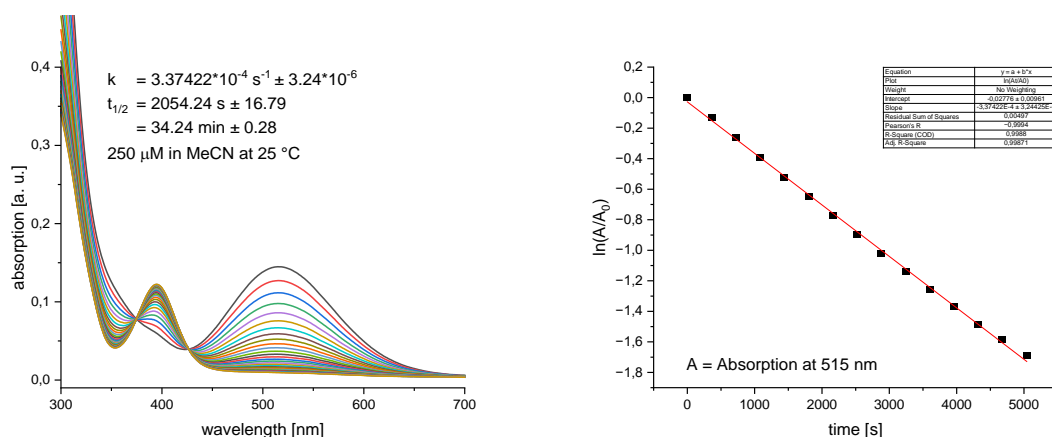 0,4
0,3
0,2
0,1
0,0
absorption [a. u.]
k = 3.37422*10⁻⁴ s⁻¹ ± 3.24*10⁻⁶
t₁/₂ = 2054.24 s ± 16.79
= 34.24 min ± 0.28
250 μM in MeCN at 25 °C
300 400 500 600 700
wavelength [nm]
0,2
0,0
−0,2
−0,4
−0,6
−0,8
−1,0
−1,2
−1,4
−1,6
−1,8
ln(A/A₀)
Equation y = a + b*x
Plot ln(At/A0)
Weight No Weighting
Intercept -0,02776 ± 0,00961
Slope -3,37422E-4 ± 3,24425E-
Residual Sum of Squares 0,00497
Pearson's R −0,9994
R-Square (COD) 0,9988
Adj. R-Square 0,99871
A = Absorption at 515 nm
0 1000 2000 3000 4000 5000
time [s]